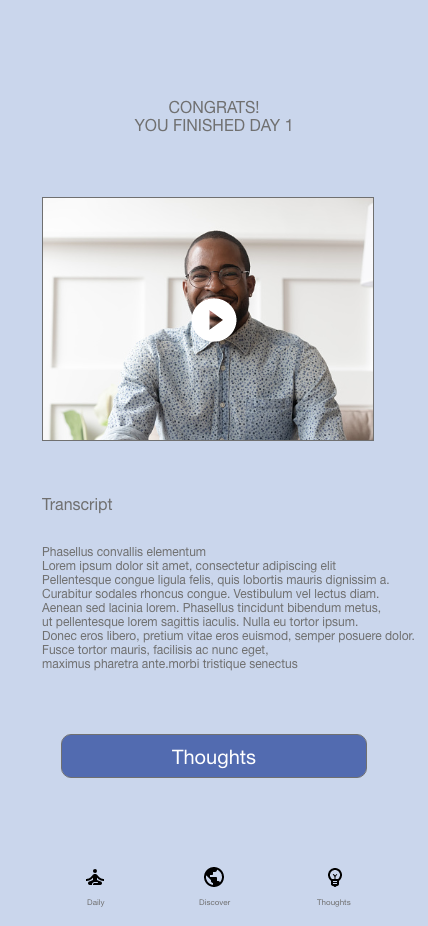 CONGRATS!
YOU FINISHED DAY 1
Transcript
Phasellus convallis elementum
Lorem ipsum dolor sit amet, consectetur adipiscing elit
Pellentesque congue ligula felis, quis lobortis mauris dignissim a.
Curabitur sodales rhoncus congue. Vestibulum vel lectus diam.
Aenean sed lacinia lorem. Phasellus tincidunt bibendum metus,
ut pellentesque lorem sagittis iaculis. Nulla eu tortor ipsum.
Donec eros libero, pretium vitae eros euismod, semper posuere dolor.
Fusce tortor mauris, facilisis ac nunc eget,
maximus pharetra ante.morbi tristique senectus
Thoughts
Daily
Discover
Thoughts